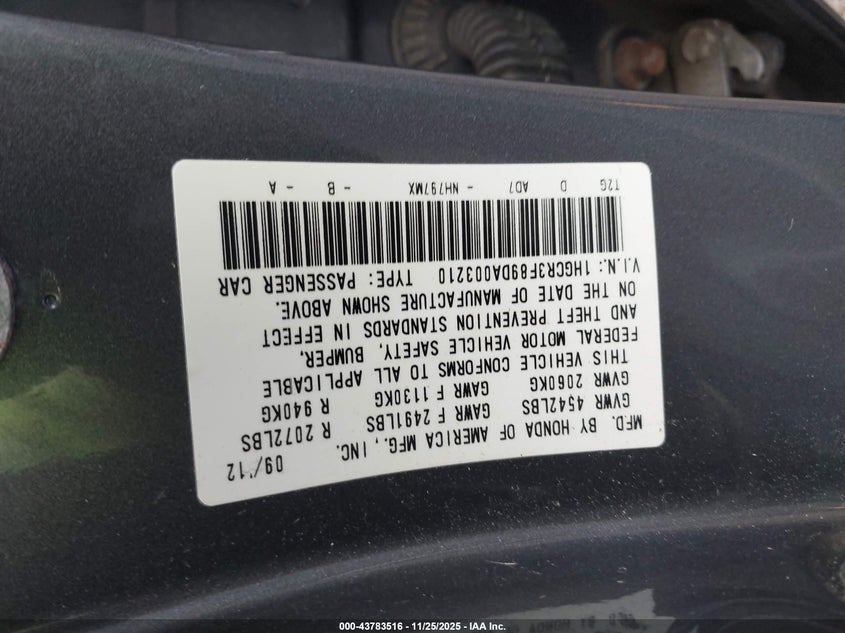 MFD. BY HONDA OF AMERICA MFG., INC. 09/'12
GVWR 4542LBS GAWR F 2491LBS R 2072LBS
GVWR 2060KG GAWR F 1130KG R 940KG
THIS VEHICLE CONFORMS TO ALL APPLICABLE
FEDERAL MOTOR VEHICLE SAFETY, BUMPER,
AND THEFT PREVENTION STANDARDS IN EFFECT
ON THE DATE OF MANUFACTURE SHOWN ABOVE.
V.I.N.: 1HGCR3F89DA003210 TYPE: PASSENGER CAR
T2G D AD7 - NH797MX - B - A
000-43783516 - 11/25/2025 - IAA Inc.